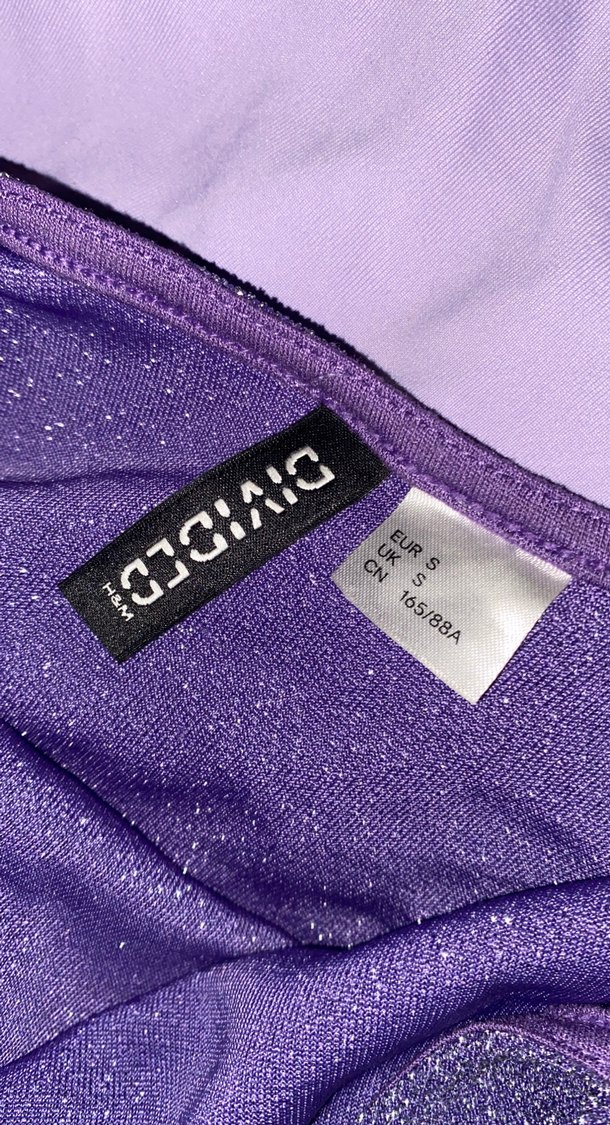 DIVIDED
H&M
EUR S
UK S
CN 165/88A